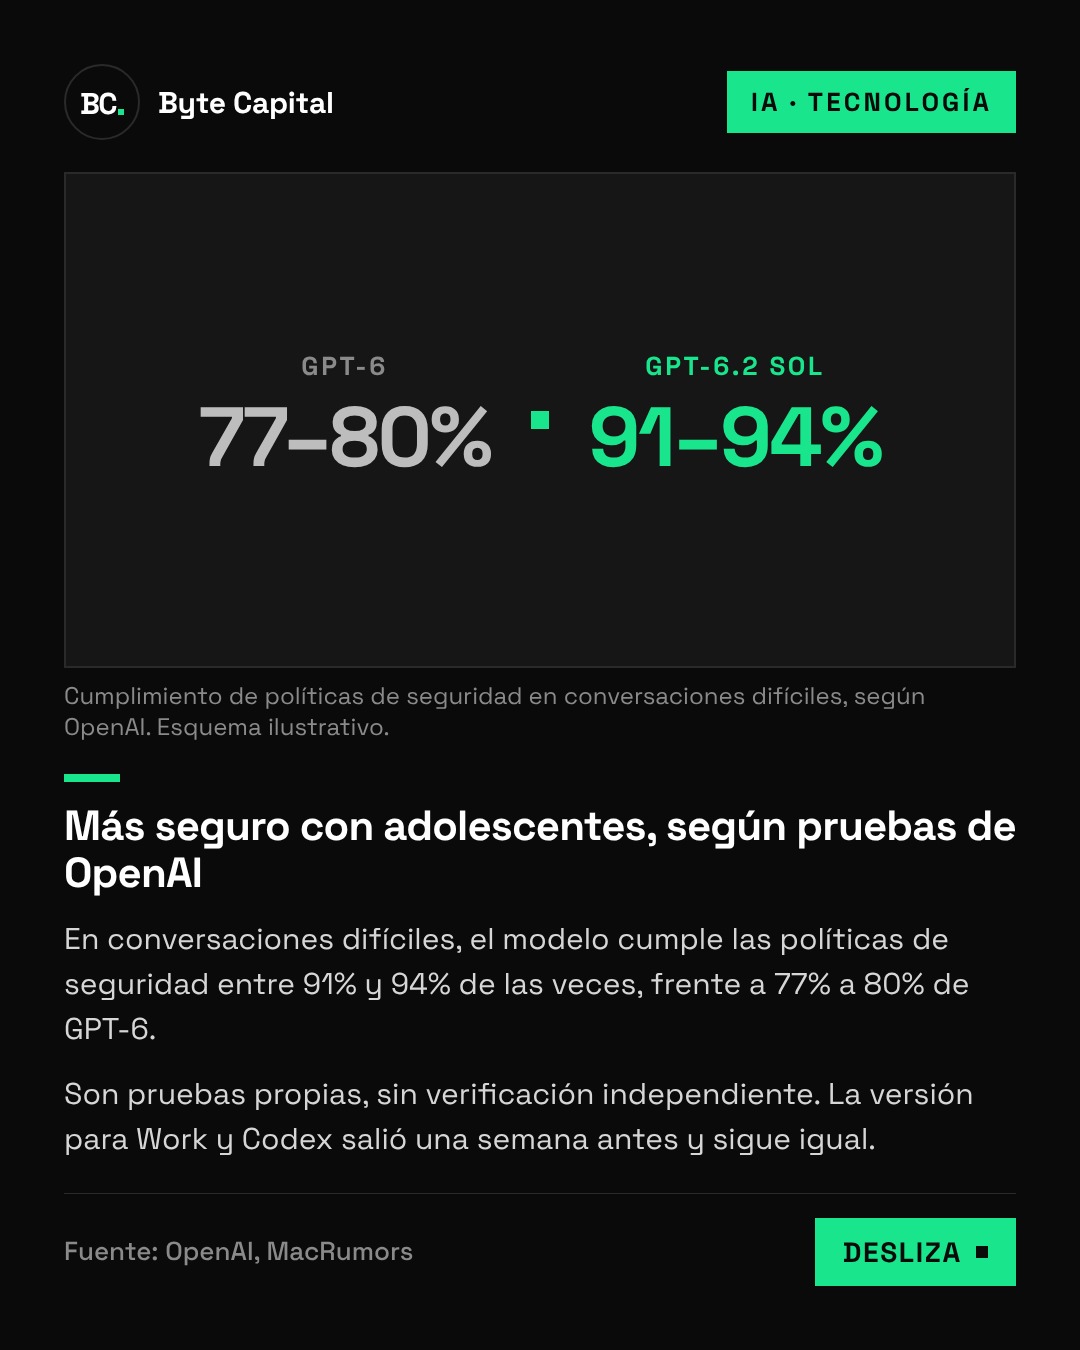 BC.
Byte Capital
IA · TECNOLOGÍA
GPT-6
77–80%
GPT-6.2 SOL
91–94%
Cumplimiento de políticas de seguridad en conversaciones difíciles, según
OpenAI. Esquema ilustrativo.
Más seguro con adolescentes, según pruebas de
OpenAI
En conversaciones difíciles, el modelo cumple las políticas de
seguridad entre 91% y 94% de las veces, frente a 77% a 80% de
GPT-6.
Son pruebas propias, sin verificación independiente. La versión
para Work y Codex salió una semana antes y sigue igual.
Fuente: OpenAI, MacRumors
DESLIZA